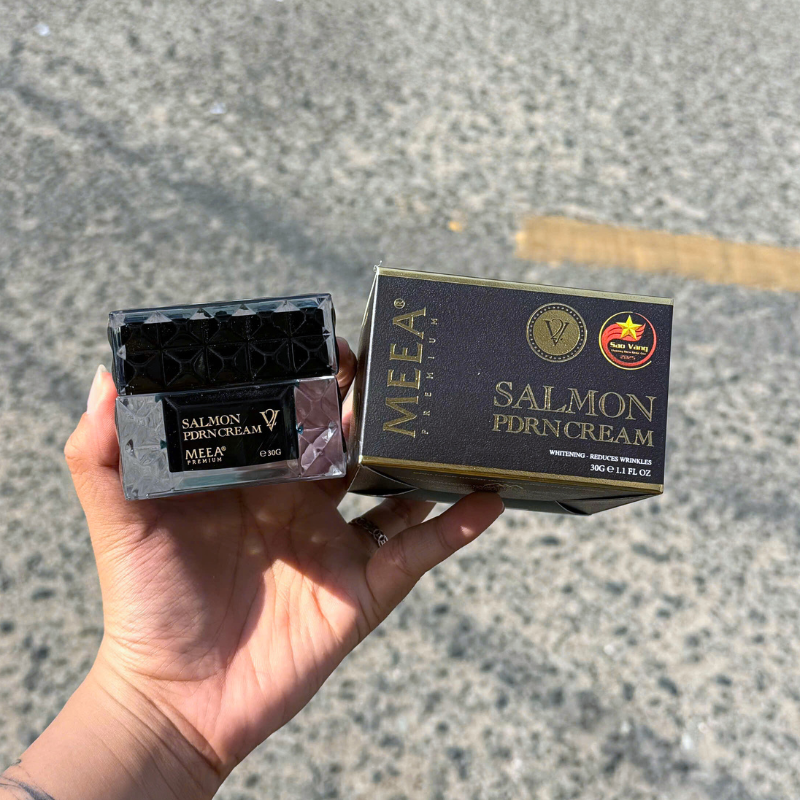 SALMON
PDRN CREAM
MEEA®
PREMIUM
℮30G
MEEA®
PREMIUM
Sao Vàng
SALMON
PDRN CREAM
WHITENING - REDUCES WRINKLES
30G ℮ 1.1 FL OZ